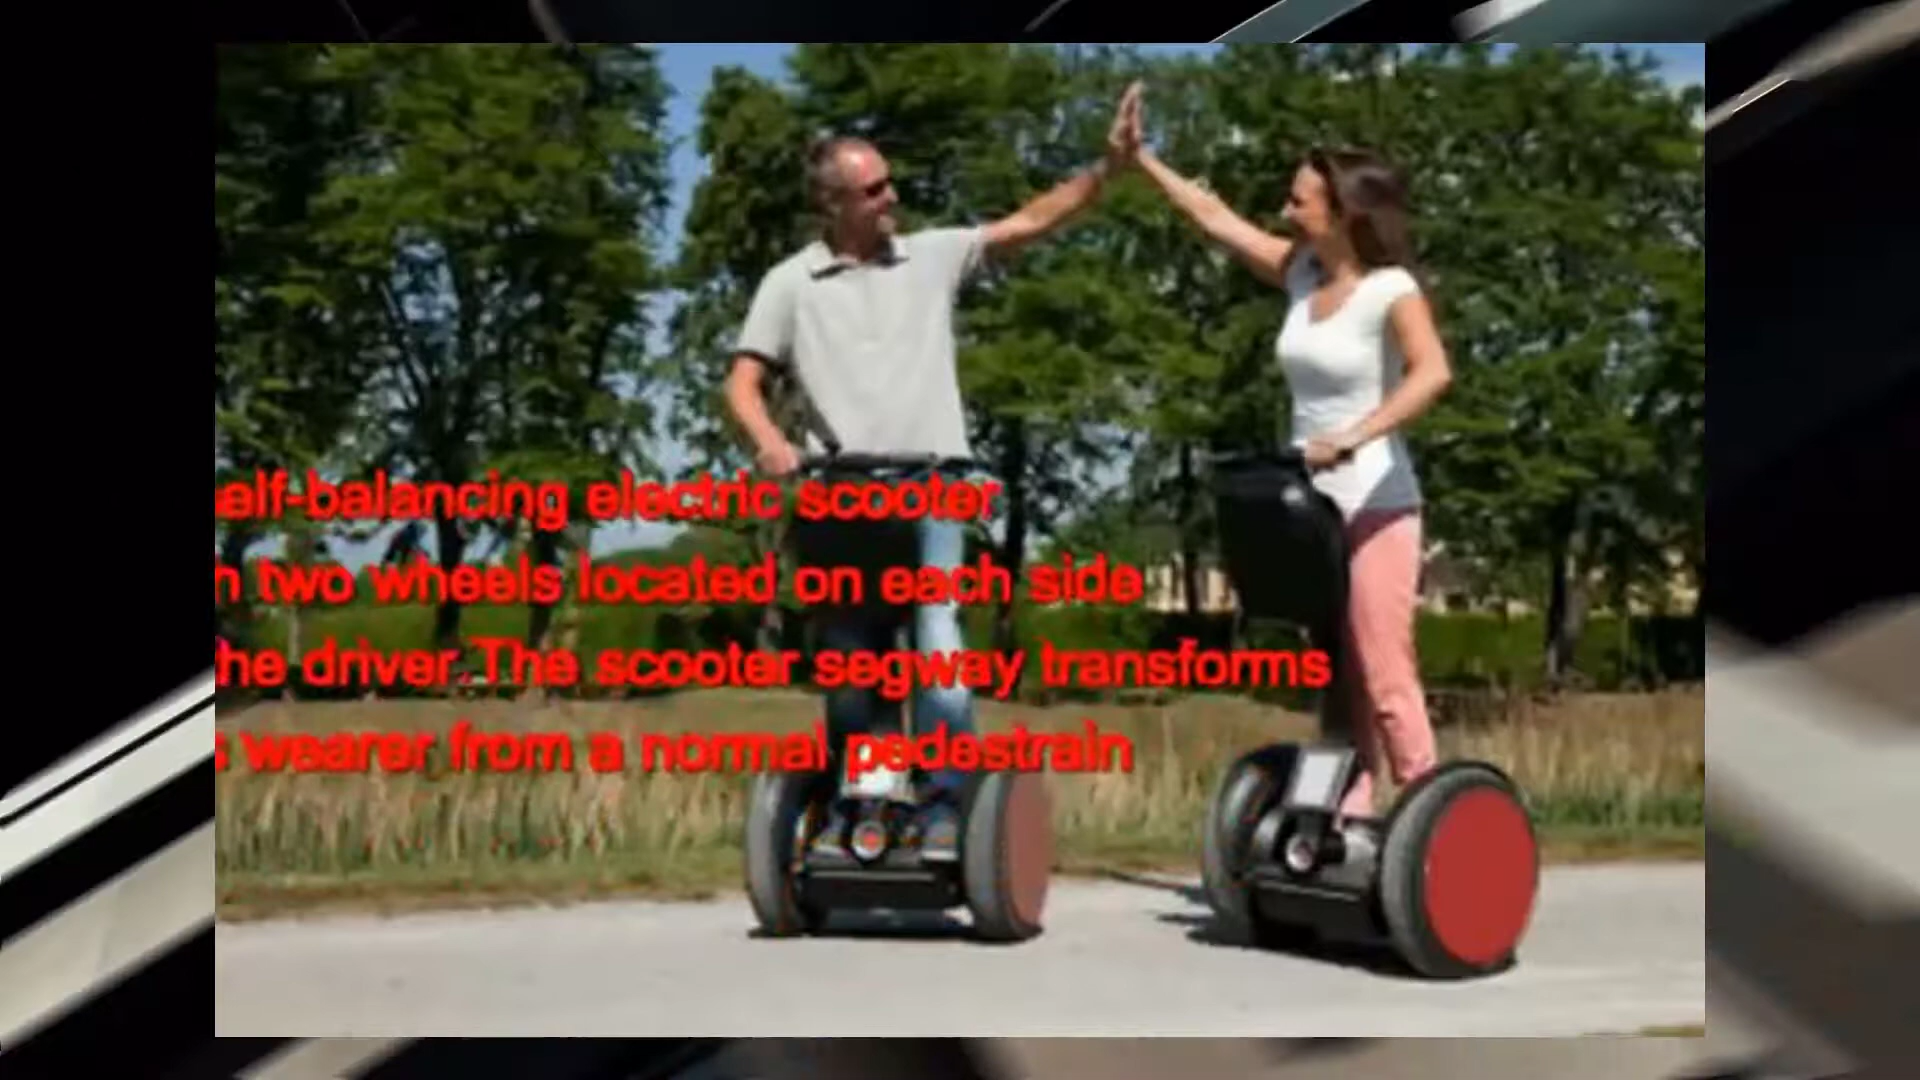 elf-balancing electric scooter
two wheels located on each side
he driver.The scooter segway transforms
wearer from a normal pedestrain